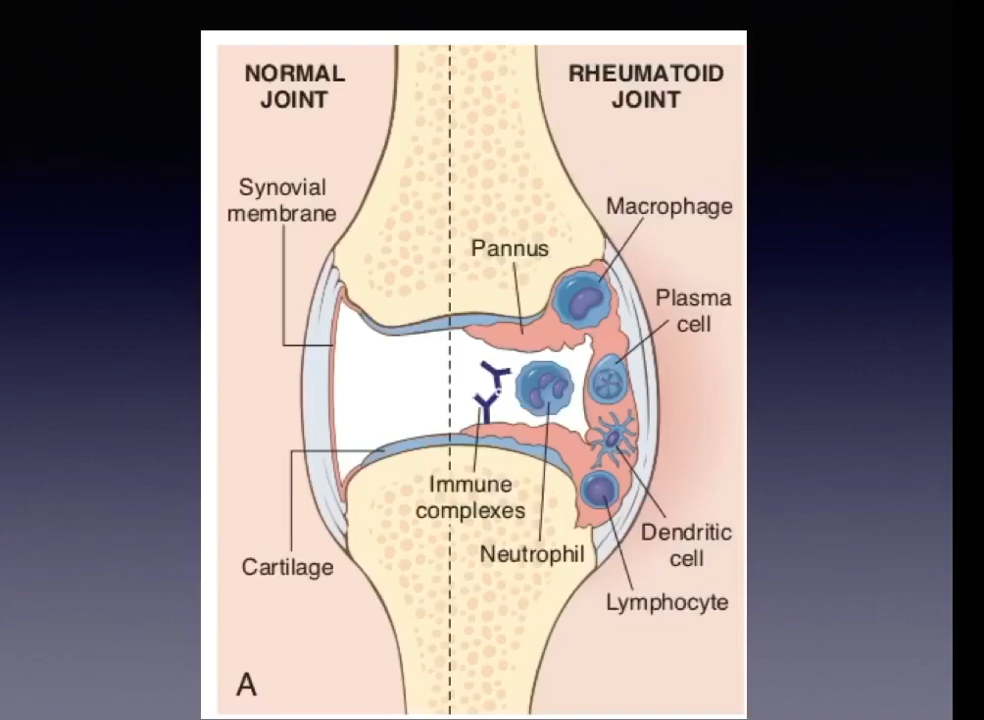 NORMAL
JOINT
RHEUMATOID
JOINT
Synovial
membrane
Macrophage
Pannus
Plasma
cell
Immune
complexes
Neutrophil
Dendritic
cell
Cartilage
Lymphocyte
A